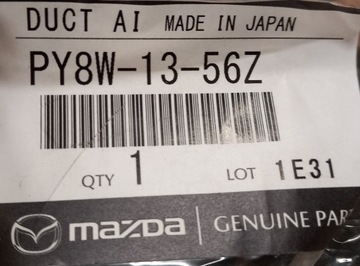 DUCT AI MADE IN JAPAN
PY8W-13-56Z
QTY 1 LOT 1E31
mazda GENUINE PAR